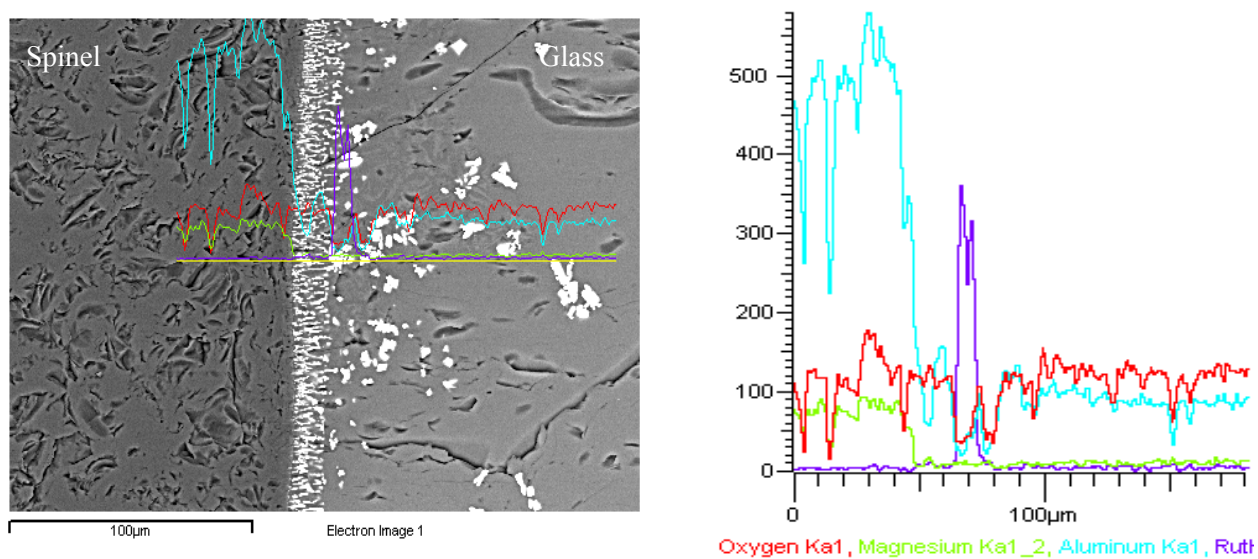 Spinel
Glass
100µm
Electron Image 1
500
400
300
200
100
0
0
100µm
Oxygen Ka1, Magnesium Ka1_2, Aluminum Ka1, Ruth